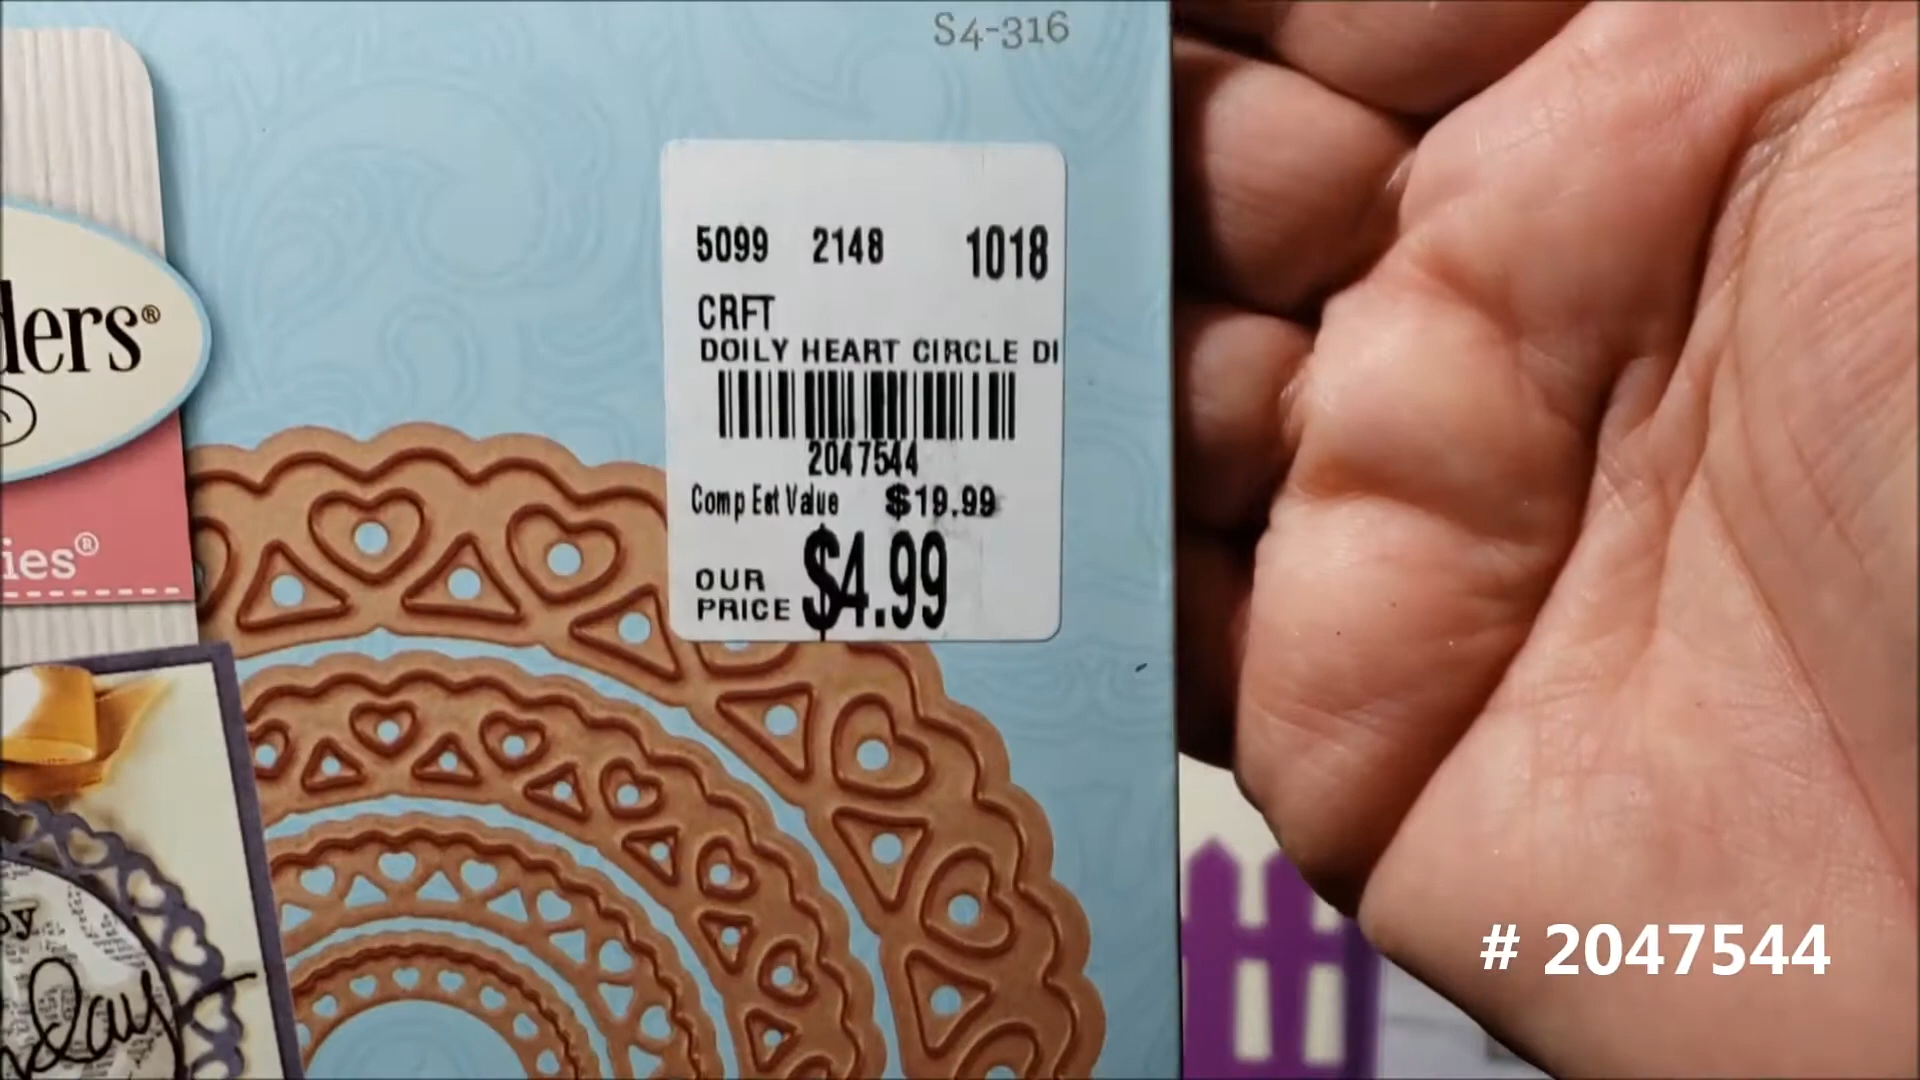 S4-316
5099 2148 1018
CRFT
DOILY HEART CIRCLE DI
2047544
Comp Est Value $19.99
OUR PRICE $4.99
ders®
ies®
# 2047544